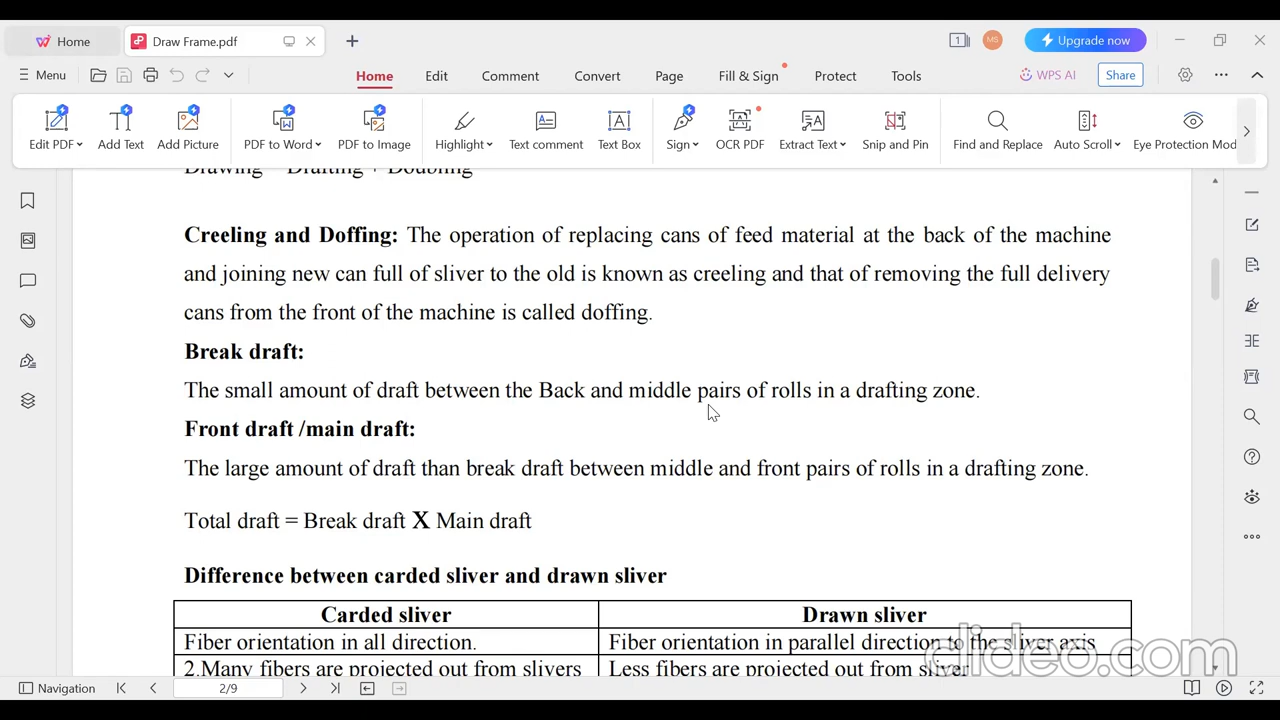 Home
Draw Frame.pdf
1
MS
Upgrade now
Menu
Home
Edit
Comment
Convert
Page
Fill & Sign
Protect
Tools
WPS AI
Share
Edit PDF
Add Text
Add Picture
PDF to Word
PDF to Image
Highlight
Text comment
Text Box
Sign
OCR PDF
Extract Text
Snip and Pin
Find and Replace
Auto Scroll
Eye Protection Mod
Drawing = Drafting + Doubling
Creeling and Doffing: The operation of replacing cans of feed material at the back of the machine
and joining new can full of sliver to the old is known as creeling and that of removing the full delivery
cans from the front of the machine is called doffing.
Break draft:
The small amount of draft between the Back and middle pairs of rolls in a drafting zone.
Front draft /main draft:
The large amount of draft than break draft between middle and front pairs of rolls in a drafting zone.
Total draft = Break draft X Main draft
Difference between carded sliver and drawn sliver
Carded sliver
Drawn sliver
Fiber orientation in all direction.
Fiber orientation in parallel direction to the sliver axis
2.Many fibers are projected out from slivers
Less fibers are projected out from sliver
clideo.com
Navigation
2/9